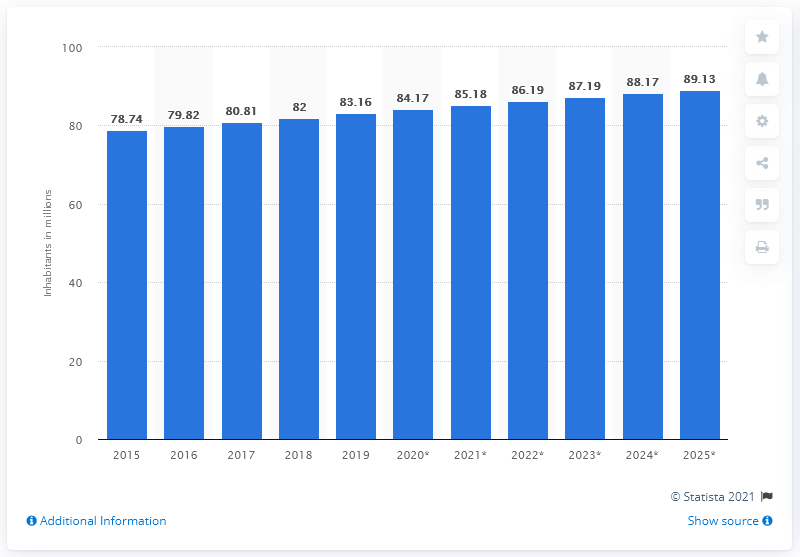 100
80
60
40
20
0
Inhabitants in millions
78.74 79.82 80.81 82 83.16 84.17 85.18 86.19 87.19 88.17 89.13
2015 2016 2017 2018 2019 2020* 2021* 2022* 2023* 2024* 2025*
© Statista 2021
Additional Information
Show source